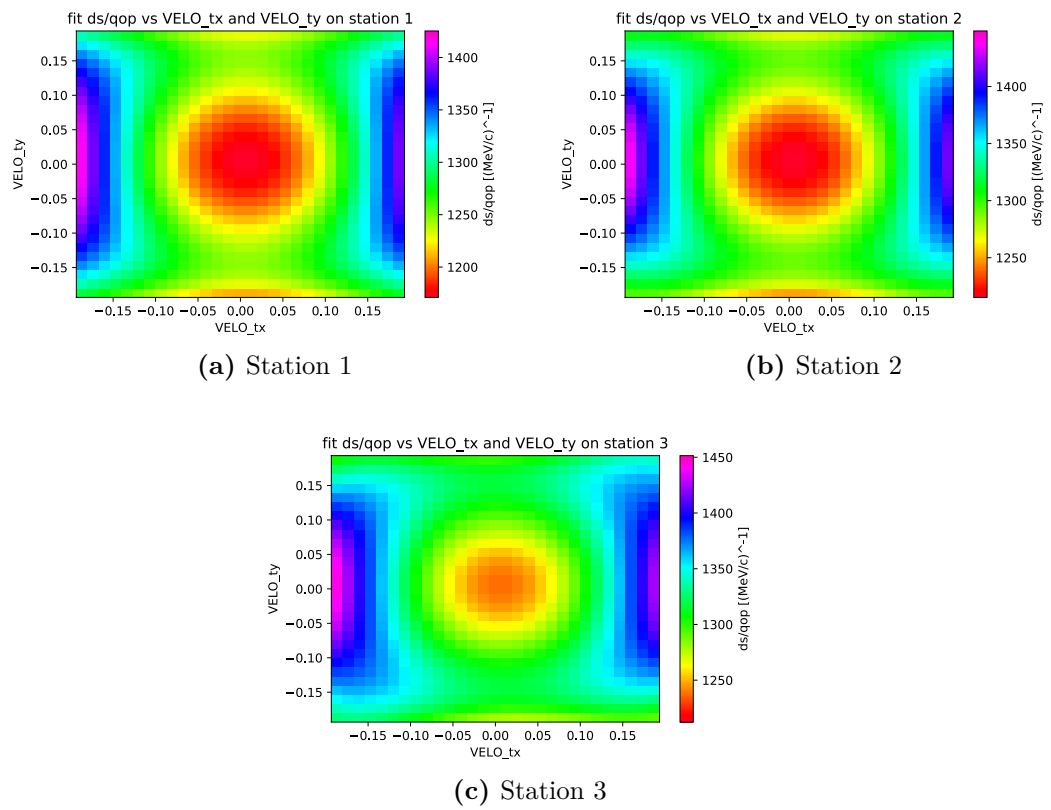 fit ds/qop vs VELO_tx and VELO_ty on station 1
0.15
0.10
0.05
0.00
−0.05
−0.10
−0.15
VELO_ty
−0.15 −0.10 −0.05 0.00 0.05 0.10 0.15
VELO_tx
1400
1350
1300
1250
1200
ds/qop [(MeV/c)^-1]
(a) Station 1
fit ds/qop vs VELO_tx and VELO_ty on station 2
0.15
0.10
0.05
0.00
−0.05
−0.10
−0.15
VELO_ty
−0.15 −0.10 −0.05 0.00 0.05 0.10 0.15
VELO_tx
1400
1350
1300
1250
ds/qop [(MeV/c)^-1]
(b) Station 2
fit ds/qop vs VELO_tx and VELO_ty on station 3
0.15
0.10
0.05
0.00
−0.05
−0.10
−0.15
VELO_ty
−0.15 −0.10 −0.05 0.00 0.05 0.10 0.15
VELO_tx
1450
1400
1350
1300
1250
ds/qop [(MeV/c)^-1]
(c) Station 3